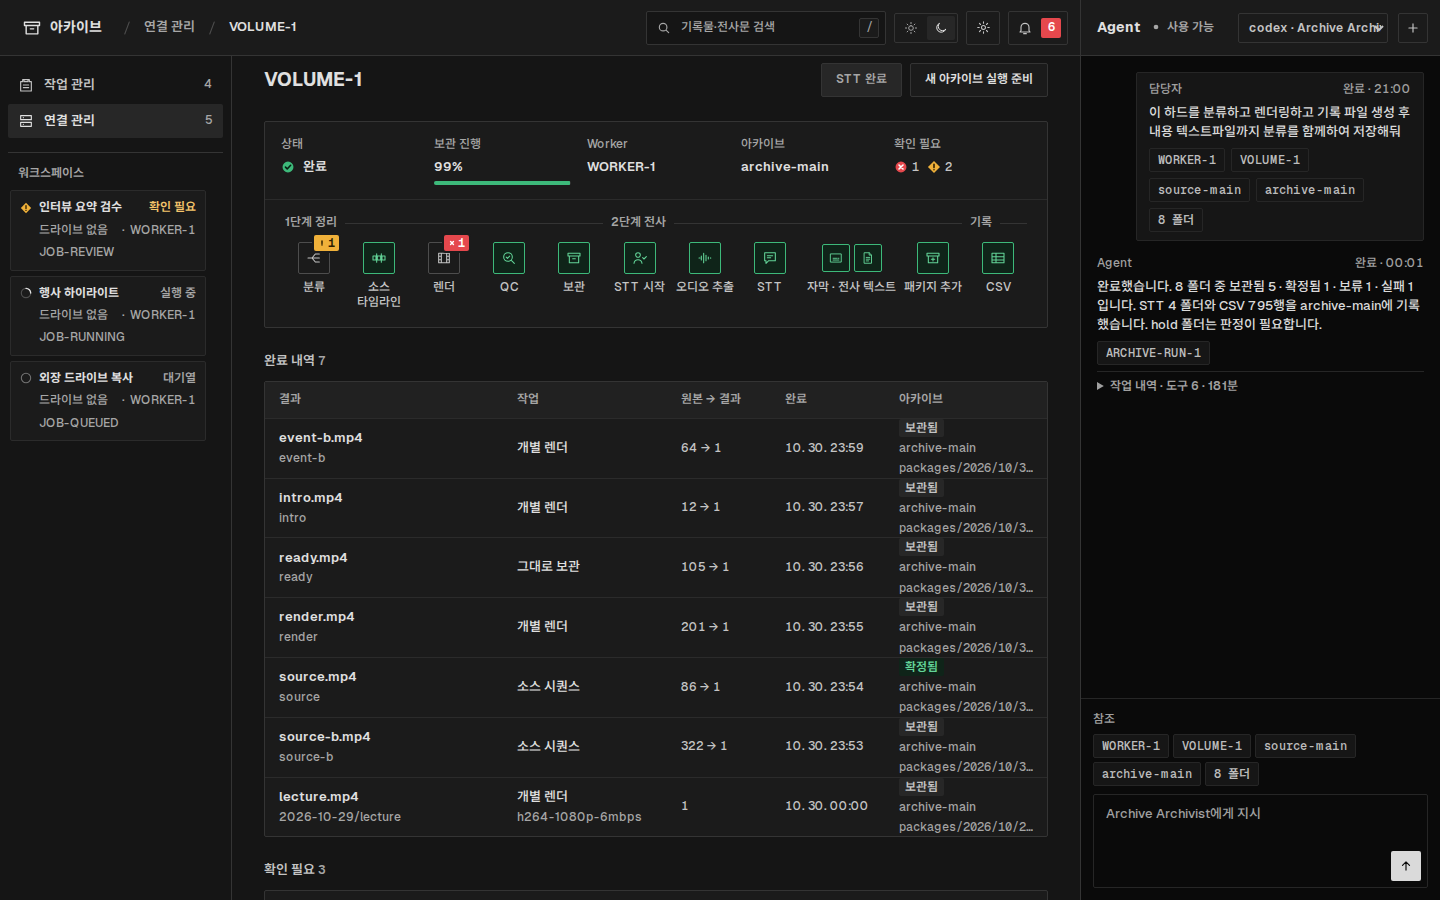 아카이브 / 연결 관리 / VOLUME-1
기록물·전사문 검색 /
6
Agent 사용 가능
codex · Archive Archi
작업 관리 4
연결 관리 5
워크스페이스
인터뷰 요약 검수 확인 필요
드라이브 없음 · WORKER-1
JOB-REVIEW
행사 하이라이트 실행 중
드라이브 없음 · WORKER-1
JOB-RUNNING
외장 드라이브 복사 대기열
드라이브 없음 · WORKER-1
JOB-QUEUED
VOLUME-1
STT 완료
새 아카이브 실행 준비
상태 보관 진행 Worker 아카이브 확인 필요
완료 99% WORKER-1 archive-main 1 2
1단계 정리 2단계 전사 기록
1 1
분류 소스 타임라인 렌더 QC 보관 STT 시작 오디오 추출 STT 자막 · 전사 텍스트 패키지 추가 CSV
완료 내역 7
결과 작업 원본 → 결과 완료 아카이브
event-b.mp4 개별 렌더 64 → 1 10. 30. 23:59 보관됨
event-b archive-main
packages/2026/10/3…
intro.mp4 개별 렌더 12 → 1 10. 30. 23:57 보관됨
intro archive-main
packages/2026/10/3…
ready.mp4 그대로 보관 105 → 1 10. 30. 23:56 보관됨
ready archive-main
packages/2026/10/3…
render.mp4 개별 렌더 201 → 1 10. 30. 23:55 보관됨
render archive-main
packages/2026/10/3…
source.mp4 소스 시퀀스 86 → 1 10. 30. 23:54 확정됨
source archive-main
packages/2026/10/3…
source-b.mp4 소스 시퀀스 322 → 1 10. 30. 23:53 보관됨
source-b archive-main
packages/2026/10/3…
lecture.mp4 개별 렌더 1 10. 30. 00:00 보관됨
2026-10-29/lecture h264-1080p-6mbps archive-main
packages/2026/10/2…
확인 필요 3
담당자 완료 · 21:00
이 하드를 분류하고 렌더링하고 기록 파일 생성 후
내용 텍스트파일까지 분류를 함께하여 저장해둬
WORKER-1 VOLUME-1
source-main archive-main
8 폴더
Agent 완료 · 00:01
완료했습니다. 8 폴더 중 보관됨 5 · 확정됨 1 · 보류 1 · 실패 1
입니다. STT 4 폴더와 CSV 795행을 archive-main에 기록
했습니다. hold 폴더는 판정이 필요합니다.
ARCHIVE-RUN-1
작업 내역 · 도구 6 · 181분
참조
WORKER-1 VOLUME-1 source-main
archive-main 8 폴더
Archive Archivist에게 지시